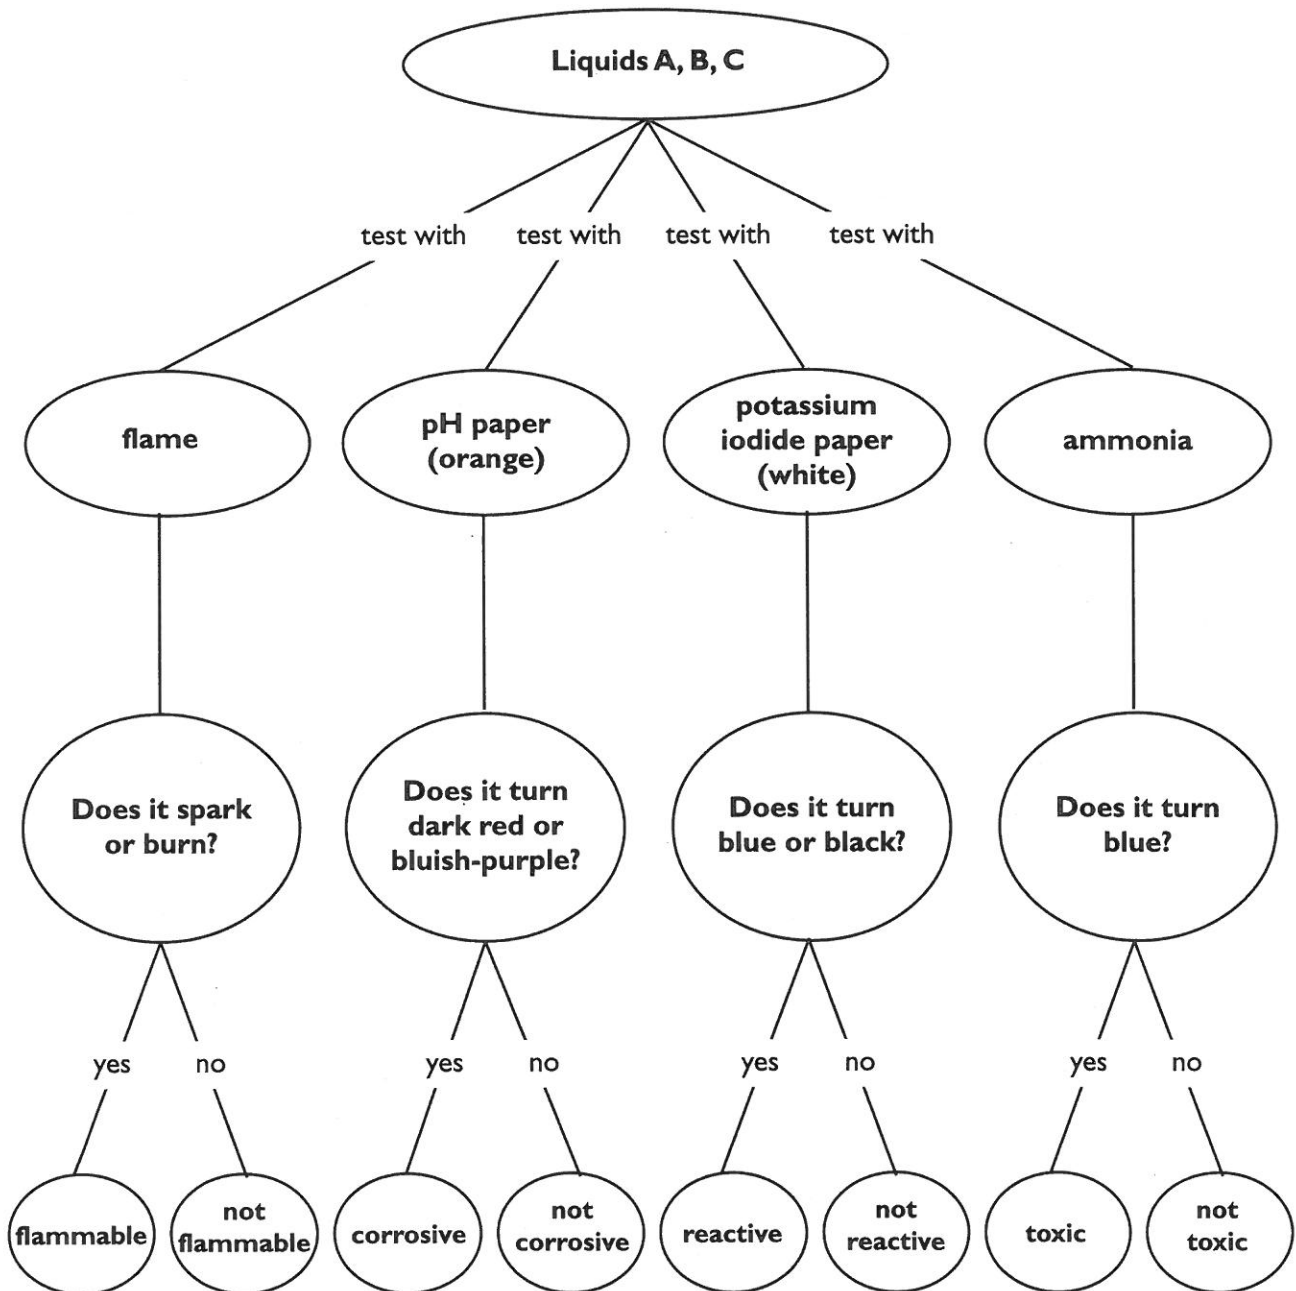 Liquids A, B, C
test with
test with
test with
test with
flame
pH paper
(orange)
potassium
iodide paper
(white)
ammonia
Does it spark
or burn?
Does it turn
dark red or
bluish-purple?
Does it turn
blue or black?
Does it turn
blue?
yes
no
yes
no
yes
no
yes
no
flammable
not
flammable
corrosive
not
corrosive
reactive
not
reactive
toxic
not
toxic